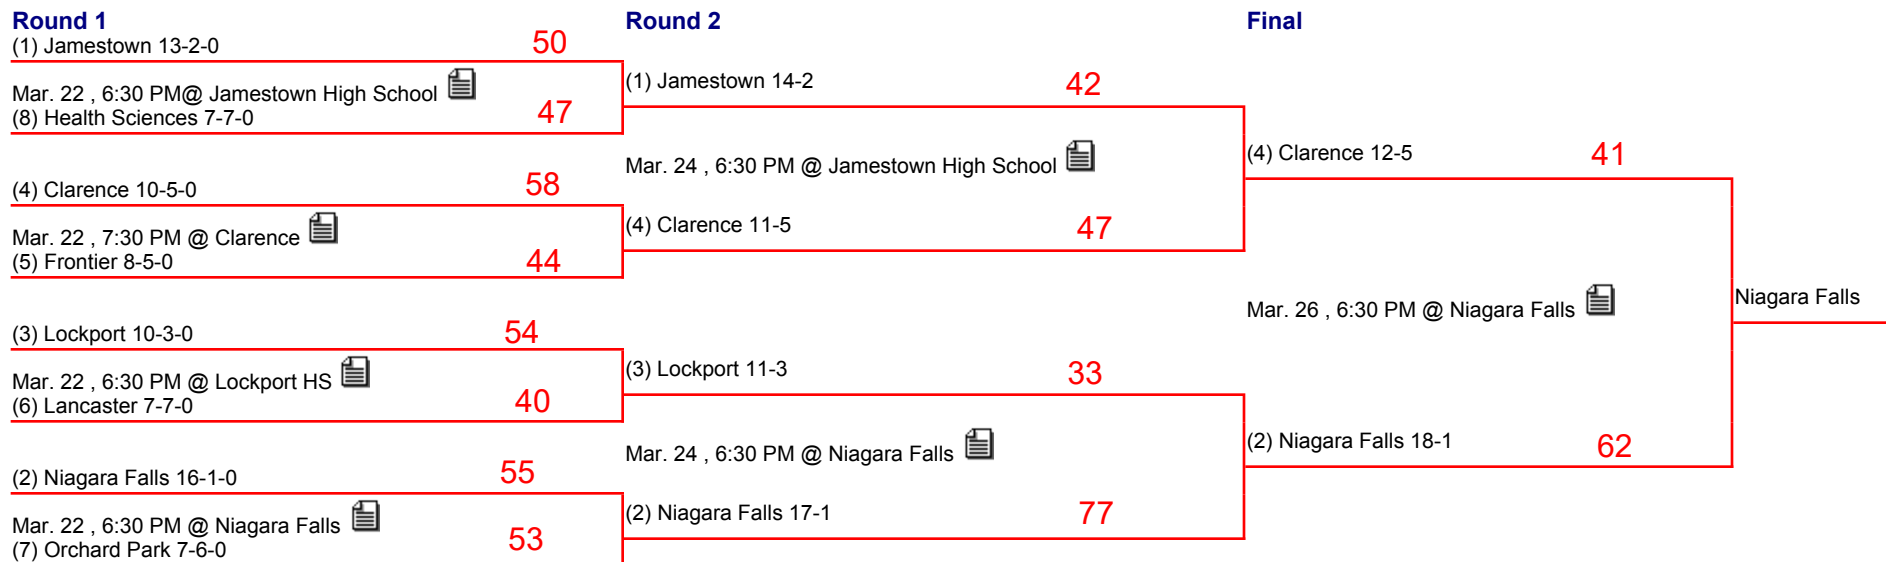 Round 1
(1) Jamestown 13-2-0 50
Mar. 22 , 6:30 PM@ Jamestown High School
(8) Health Sciences 7-7-0 47
(4) Clarence 10-5-0 58
Mar. 22 , 7:30 PM @ Clarence
(5) Frontier 8-5-0 44
(3) Lockport 10-3-0 54
Mar. 22 , 6:30 PM @ Lockport HS
(6) Lancaster 7-7-0 40
(2) Niagara Falls 16-1-0 55
Mar. 22 , 6:30 PM @ Niagara Falls
(7) Orchard Park 7-6-0 53
Round 2
(1) Jamestown 14-2 42
Mar. 24 , 6:30 PM @ Jamestown High School
(4) Clarence 11-5 47
(3) Lockport 11-3 33
Mar. 24 , 6:30 PM @ Niagara Falls
(2) Niagara Falls 17-1 77
Final
(4) Clarence 12-5 41
Mar. 26 , 6:30 PM @ Niagara Falls
(2) Niagara Falls 18-1 62
Niagara Falls